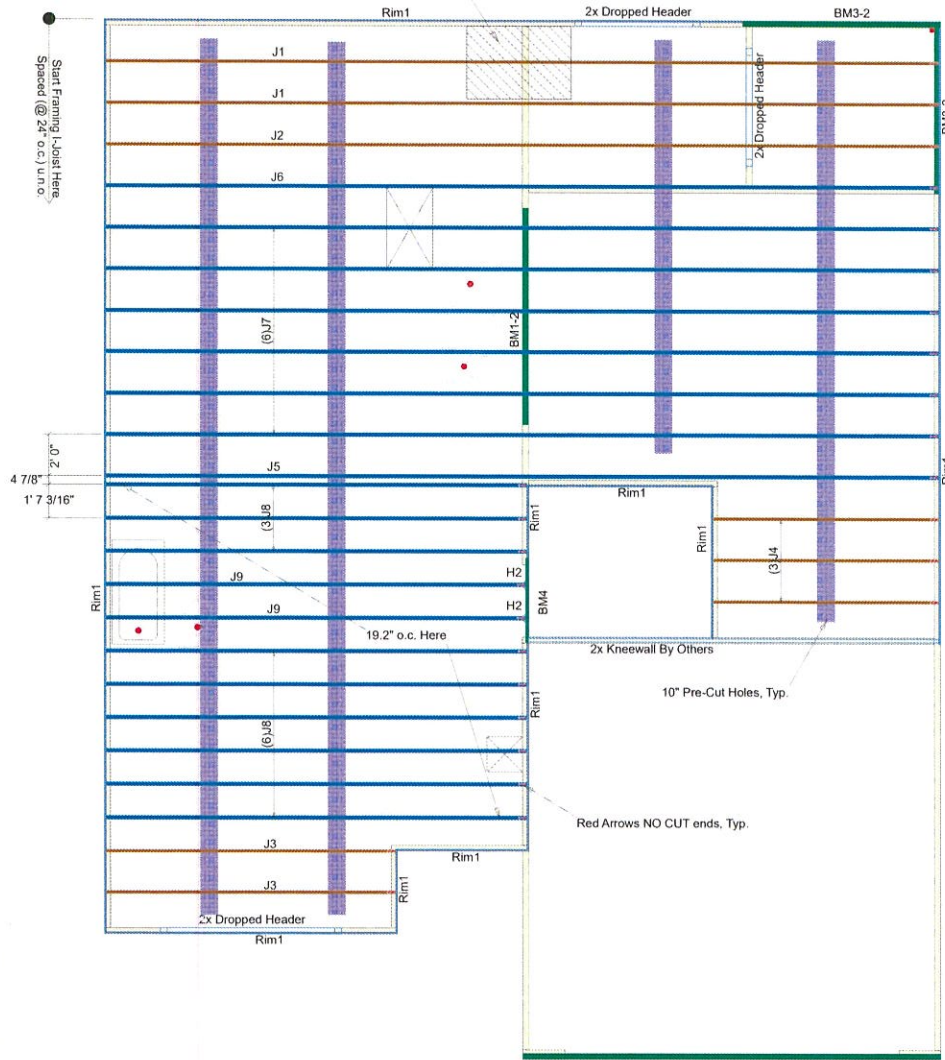 Rim1
2x Dropped Header
BM3-2
Start Framing I-Joist Here
Spaced (@ 24" o.c.) u.n.o.
J1
2x Dropped Header
J1
J2
J6
(6)J7
BM1-2
2' 0"
4 7/8"
1' 7 3/16"
J5
Rim1
Rim1
(3)J8
Rim1
Rim1
(3)J4
J9
H2
Rim1
J9
H2
BM4
19.2" o.c. Here
2x Kneewall By Others
10" Pre-Cut Holes, Typ.
Rim1
(6)J8
Red Arrows NO CUT ends, Typ.
J3
Rim1
J3
Rim1
2x Dropped Header
Rim1